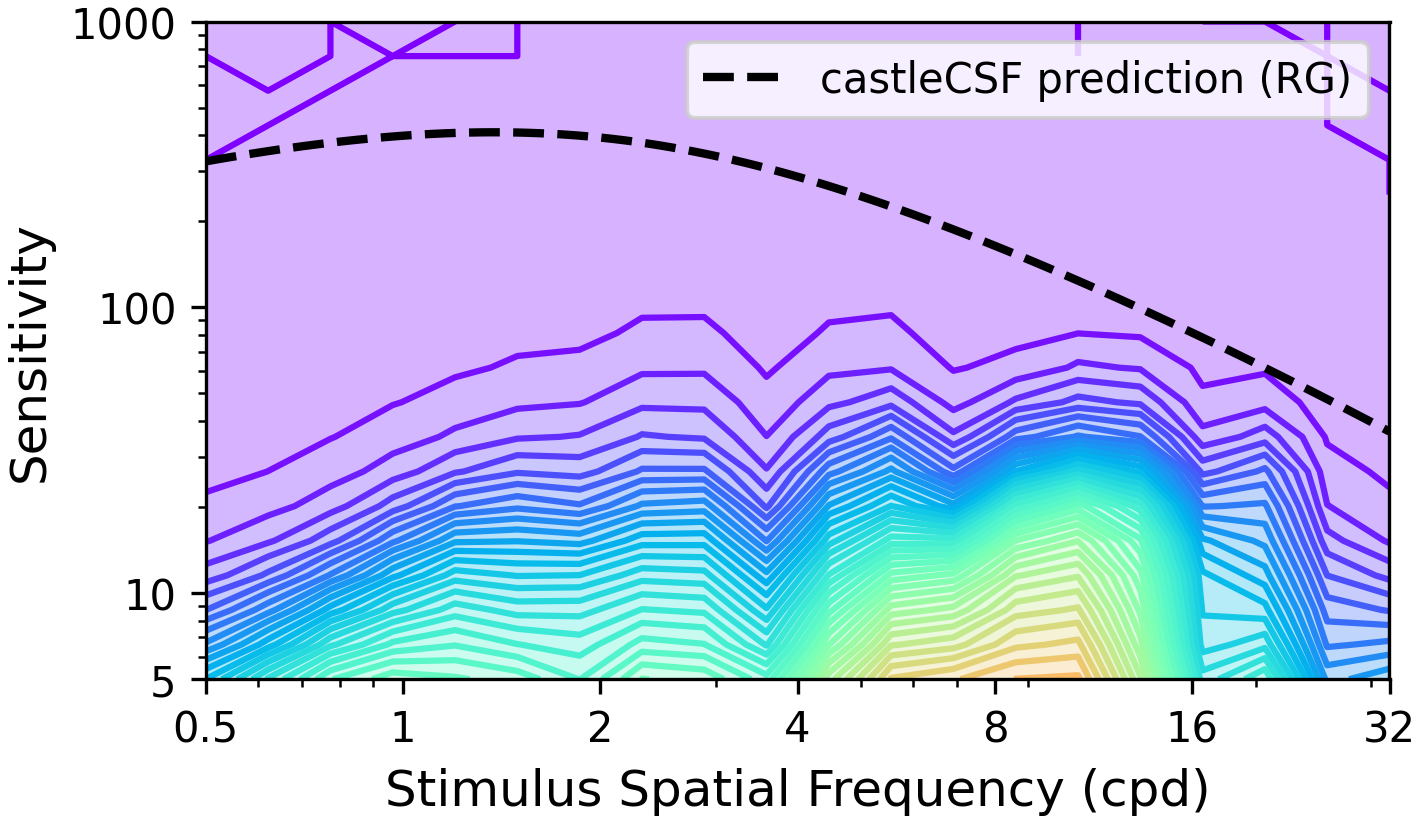 1000
castleCSF prediction (RG)
100
Sensitivity
10
5
0.5 1 2 4 8 16 32
Stimulus Spatial Frequency (cpd)